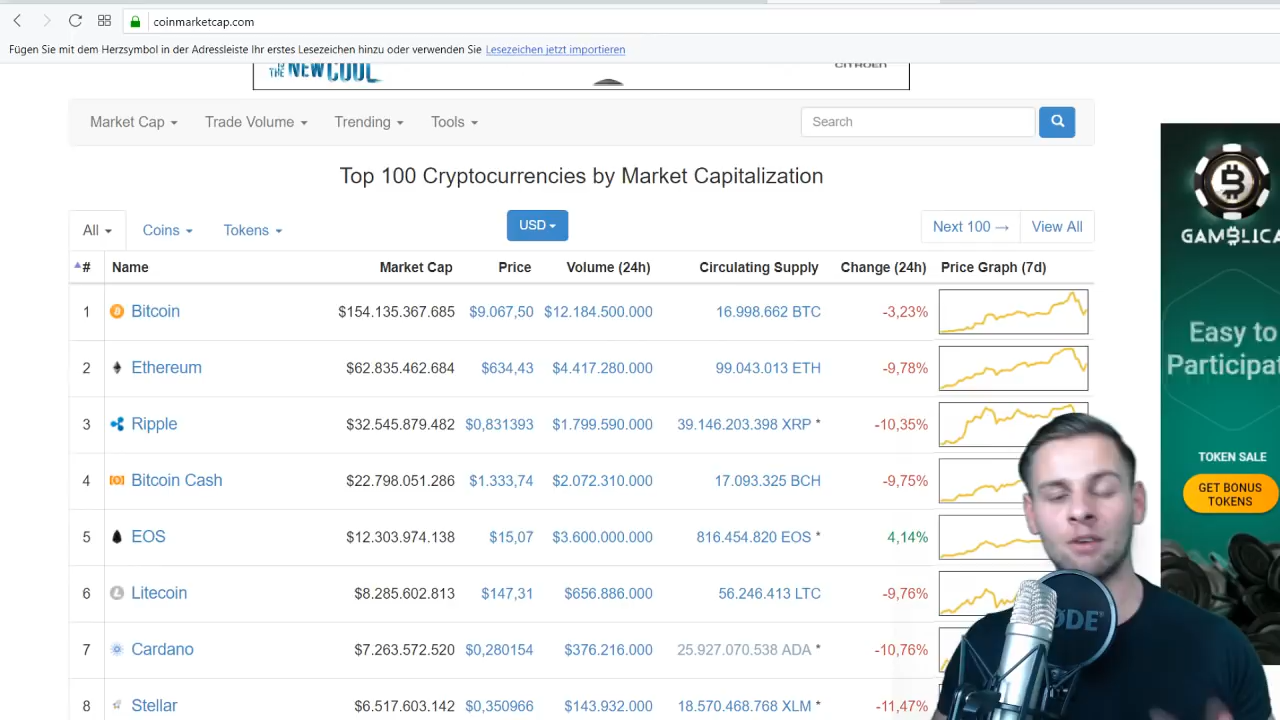 coinmarketcap.com
Fügen Sie mit dem Herzsymbol in der Adressleiste Ihr erstes Lesezeichen hinzu oder verwenden Sie Lesezeichen jetzt importieren
THE NEW COOL
CITROËN
Market Cap Trade Volume Trending Tools Search
Top 100 Cryptocurrencies by Market Capitalization
All Coins Tokens USD Next 100 → View All
# Name Market Cap Price Volume (24h) Circulating Supply Change (24h) Price Graph (7d)
1 Bitcoin $154.135.367.685 $9.067,50 $12.184.500.000 16.998.662 BTC -3,23%
2 Ethereum $62.835.462.684 $634,43 $4.417.280.000 99.043.013 ETH -9,78%
3 Ripple $32.545.879.482 $0,831393 $1.799.590.000 39.146.203.398 XRP * -10,35%
4 Bitcoin Cash $22.798.051.286 $1.333,74 $2.072.310.000 17.093.325 BCH -9,75%
5 EOS $12.303.974.138 $15,07 $3.600.000.000 816.454.820 EOS * 4,14%
6 Litecoin $8.285.602.813 $147,31 $656.886.000 56.246.413 LTC -9,76%
7 Cardano $7.263.572.520 $0,280154 $376.216.000 25.927.070.538 ADA * -10,76%
8 Stellar $6.517.603.142 $0,350966 $143.932.000 18.570.468.768 XLM * -11,47%
GAMBLICA
Easy to
Participat
TOKEN SALE
GET BONUS
TOKENS